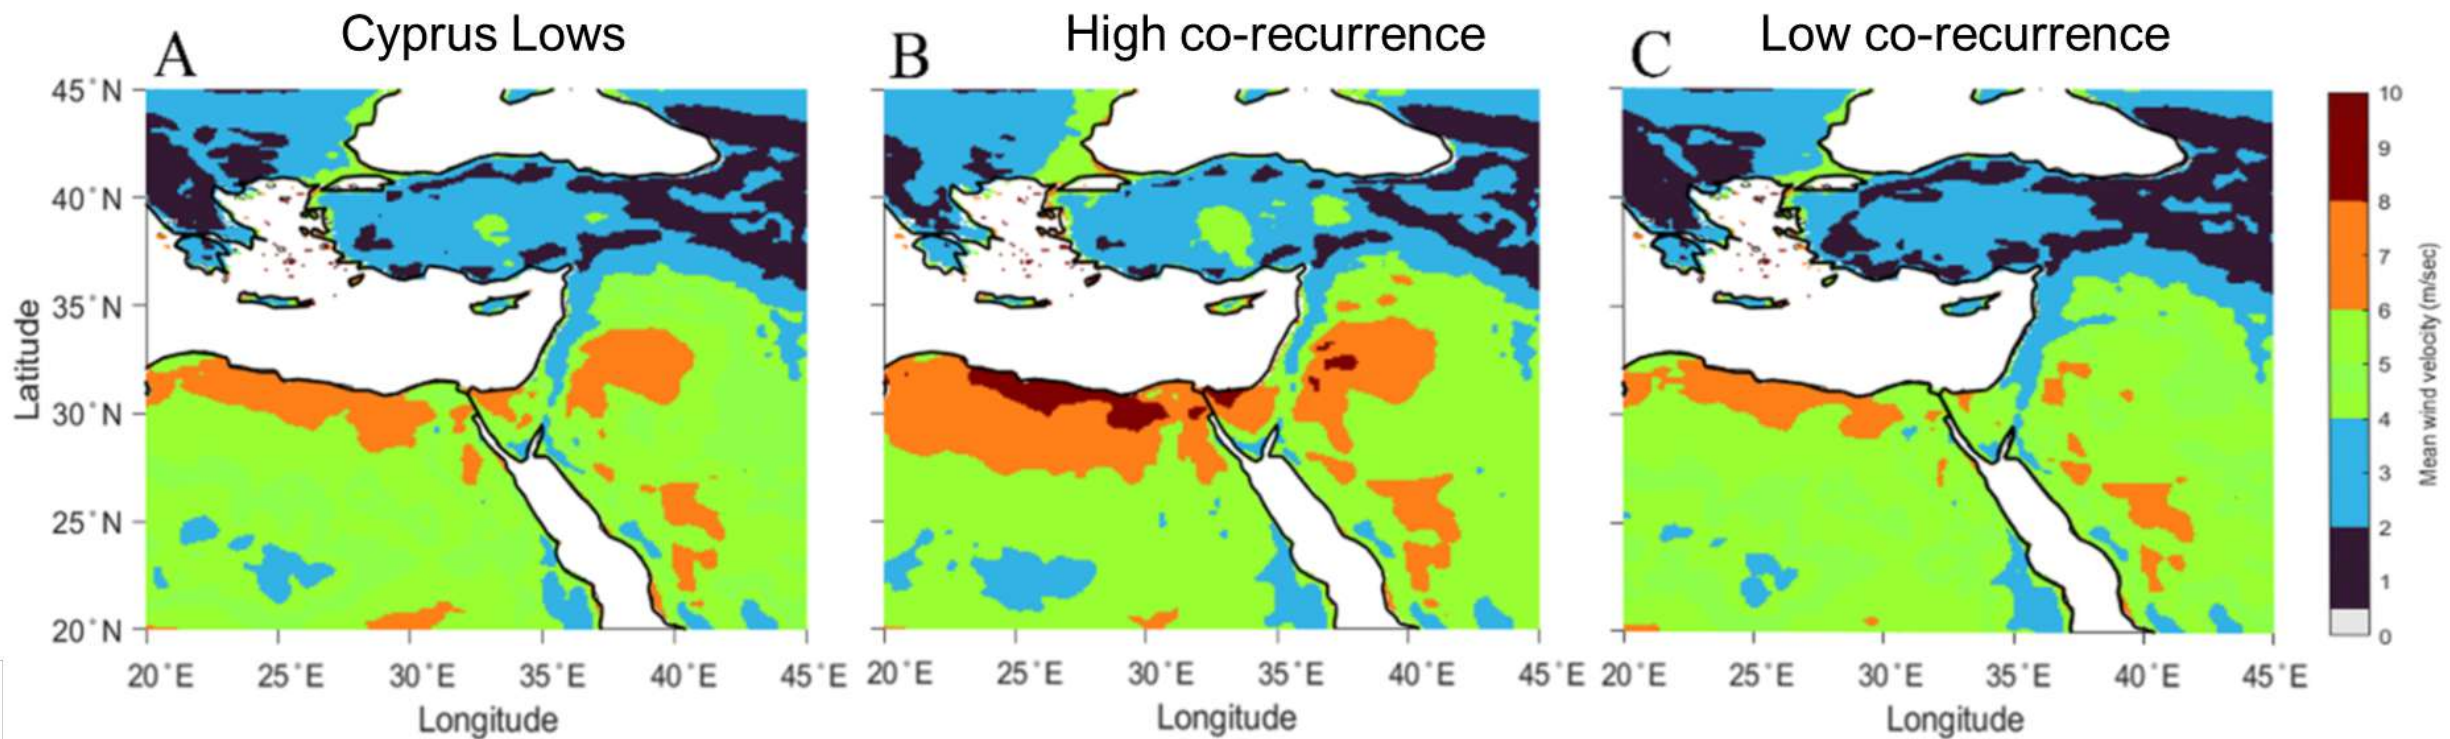 A Cyprus Lows
B High co-recurrence
C Low co-recurrence
45°N
40°N
35°N
30°N
25°N
20°N
Latitude
20°E 25°E 30°E 35°E 40°E 45°E
Longitude
20°E 25°E 30°E 35°E 40°E 45°E
Longitude
20°E 25°E 30°E 35°E 40°E 45°E
Longitude
10
9
8
7
6
5
4
3
2
1
0
Mean wind velocity (m/sec)